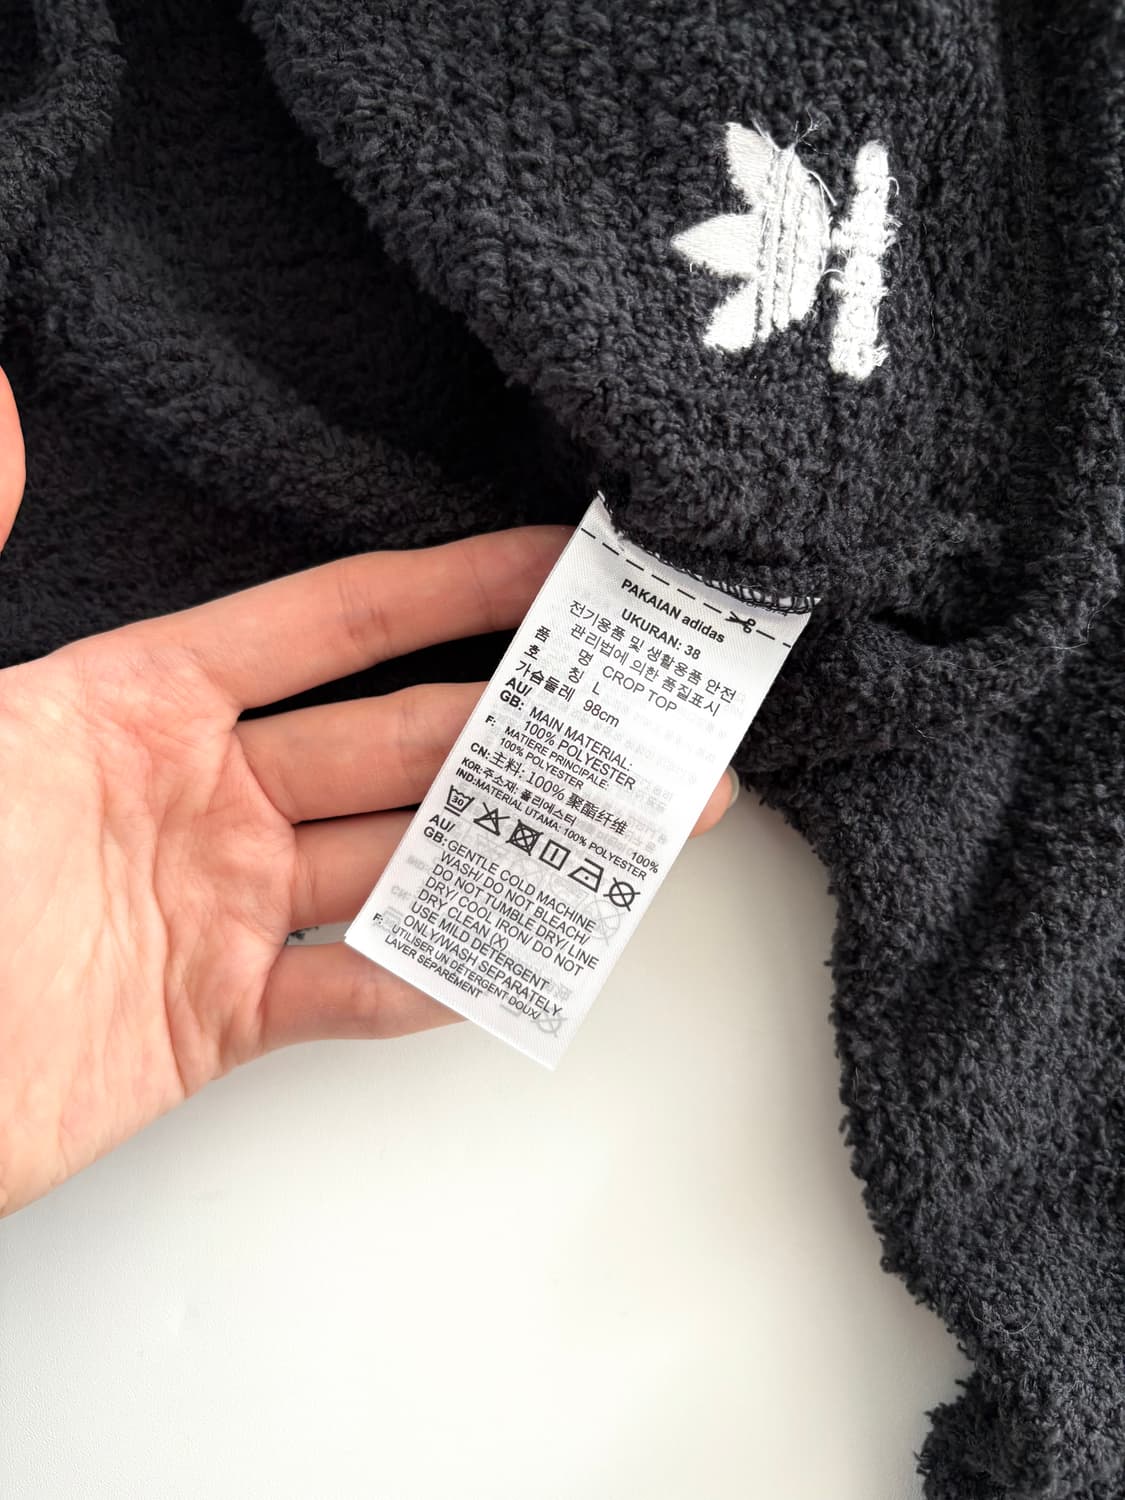 PAKAIAN adidas
UKURAN: 38
전기용품 및 생활용품 안전
관리법에 의한 품질표시
품 명 CROP TOP
호 칭 L
가슴둘레 98cm
AU/
GB: MAIN MATERIAL:
100% POLYESTER
F: MATIERE PRINCIPALE:
100% POLYESTER
CN: 主料: 100% 聚酯纤维
KOR: 주소재: 폴리에스터 100%
IND: MATERIAL UTAMA: 100% POLYESTER
30
AU/
GB: GENTLE COLD MACHINE
WASH/ DO NOT BLEACH/
DO NOT TUMBLE DRY/ LINE
DRY/ COOL IRON/ DO NOT
DRY CLEAN (X)
USE MILD DETERGENT
ONLY/WASH SEPARATELY
F: UTILISER UN DÉTERGENT DOUX/
LAVER SÉPARÉMENT